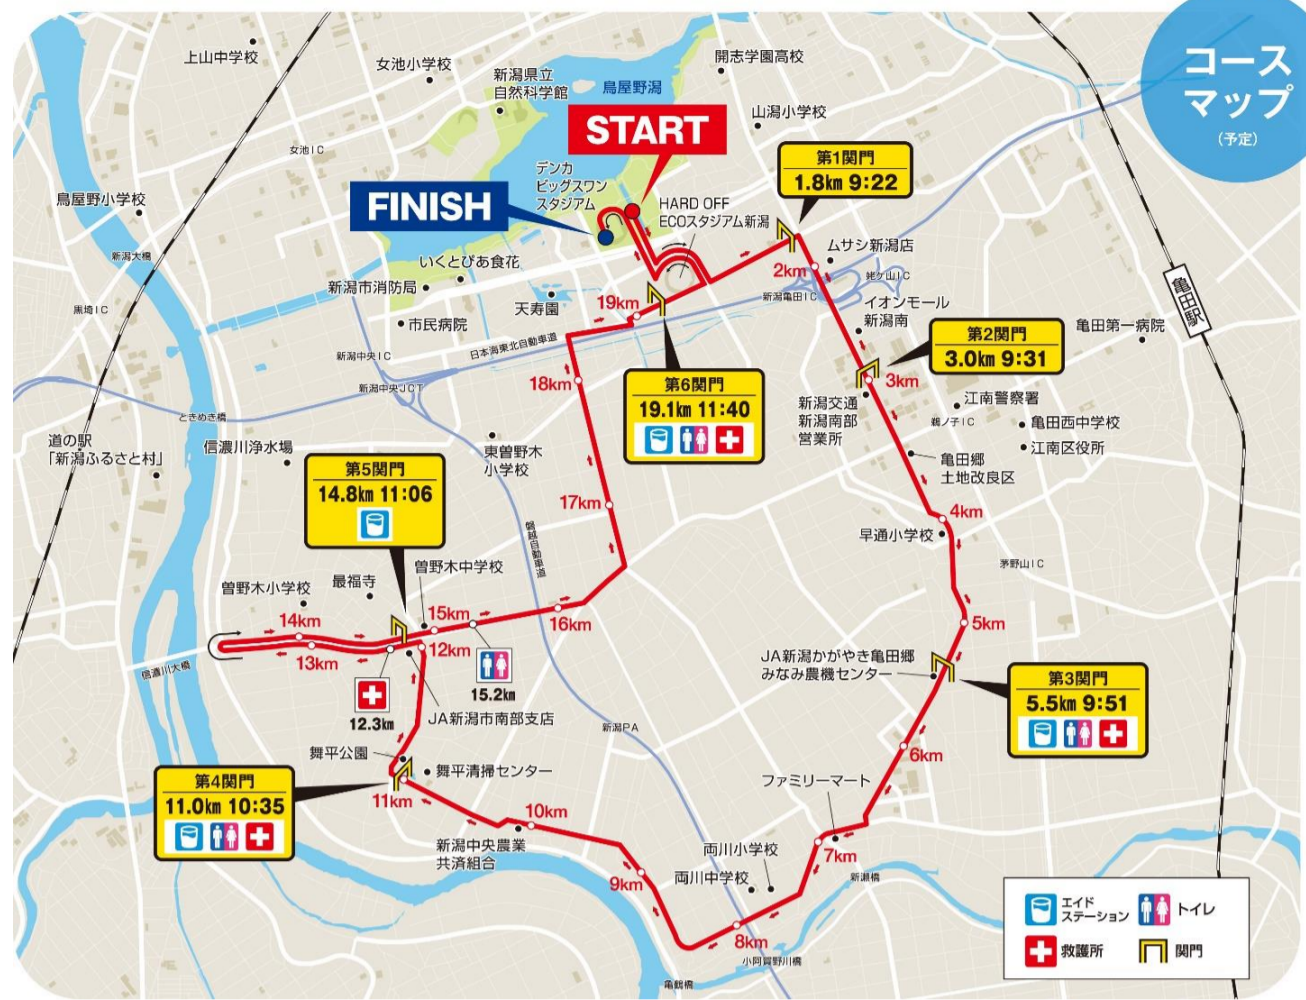 コース
マップ
(予定)
上山中学校
女池小学校
新潟県立
自然科学館
鳥屋野潟
開志学園高校
山潟小学校
START
女池IC
デンカ
ビッグスワン
スタジアム
第1関門
1.8km 9:22
FINISH
HARD OFF
ECOスタジアム新潟
鳥屋野小学校
新潟大橋
いくとぴあ食花
ムサシ新潟店
2km
姥ヶ山IC
新潟市消防局
天寿園
新潟亀田IC
亀田駅
黒埼IC
市民病院
19km
イオンモール
新潟南
亀田第一病院
新潟中央IC
日本海東北自動車道
第2関門
3.0km 9:31
新潟中央JCT
18km
第6関門
19.1km 11:40
3km
ときめき橋
新潟交通
新潟南部
営業所
江南警察署
鵜ノ子IC
亀田西中学校
江南区役所
道の駅
「新潟ふるさと村」
信濃川浄水場
東曽野木
小学校
亀田郷
土地改良区
第5関門
14.8km 11:06
17km
4km
磐越自動車道
早通小学校
茅野山IC
曽野木小学校
最福寺
曽野木中学校
14km
15km
16km
5km
13km
12km
信濃川大橋
12.3km
15.2km
JA新潟市南部支店
JA新潟かがやき亀田郷
みなみ農機センター
第3関門
5.5km 9:51
新潟PA
6km
舞平公園
舞平清掃センター
ファミリーマート
第4関門
11.0km 10:35
11km
10km
新潟中央農業
共済組合
両川小学校
7km
両川中学校
新瀬橋
9km
8km
小阿賀野川橋
亀鶴橋
エイド
ステーション
トイレ
救護所
関門